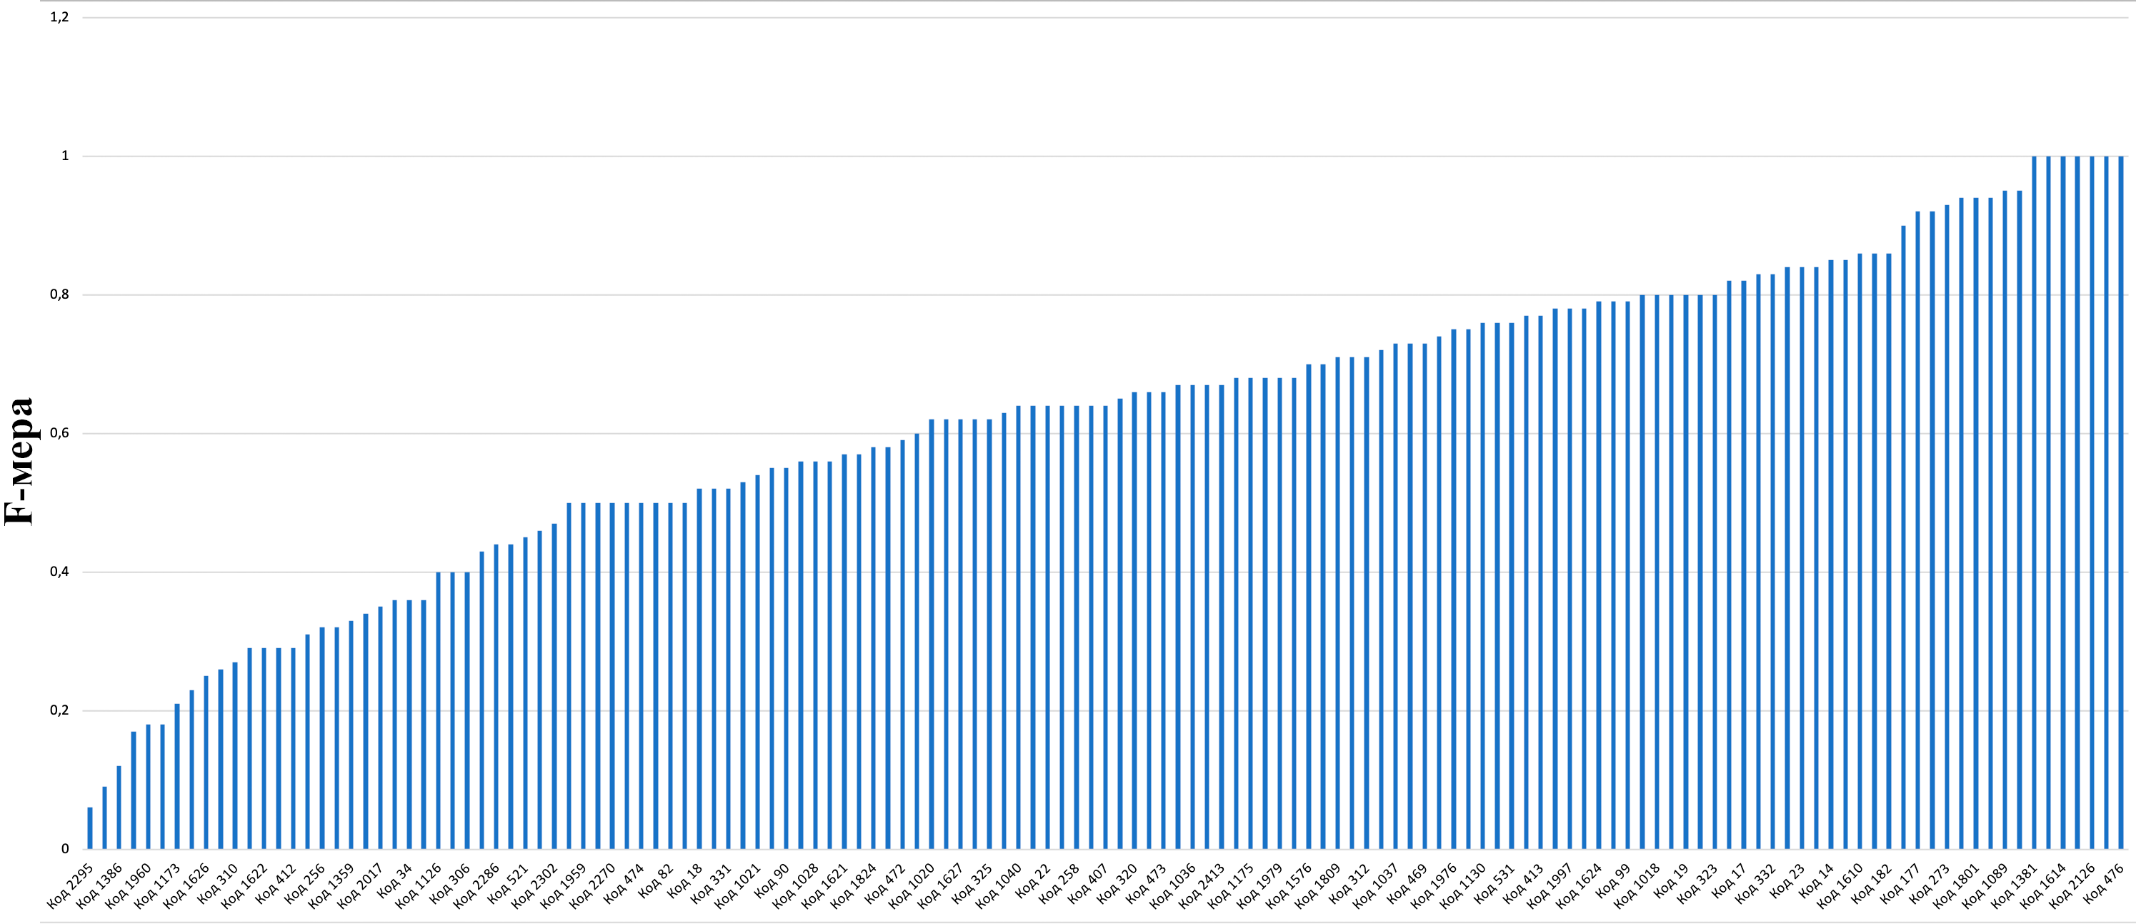 1,2
1
0,8
0,6
0,4
0,2
0
F-мера
Код 2295
Код 1386
Код 1960
Код 1173
Код 1626
Код 310
Код 1622
Код 412
Код 256
Код 1359
Код 2017
Код 34
Код 1126
Код 306
Код 2286
Код 521
Код 2302
Код 1959
Код 2270
Код 474
Код 82
Код 18
Код 331
Код 1021
Код 90
Код 1028
Код 1621
Код 1824
Код 472
Код 1020
Код 1627
Код 325
Код 1040
Код 22
Код 258
Код 407
Код 320
Код 473
Код 1036
Код 2413
Код 1175
Код 1979
Код 1576
Код 1809
Код 312
Код 1037
Код 469
Код 1976
Код 1130
Код 531
Код 413
Код 1997
Код 1624
Код 99
Код 1018
Код 19
Код 323
Код 17
Код 332
Код 23
Код 14
Код 1610
Код 182
Код 177
Код 273
Код 1801
Код 1089
Код 1381
Код 1614
Код 2126
Код 476